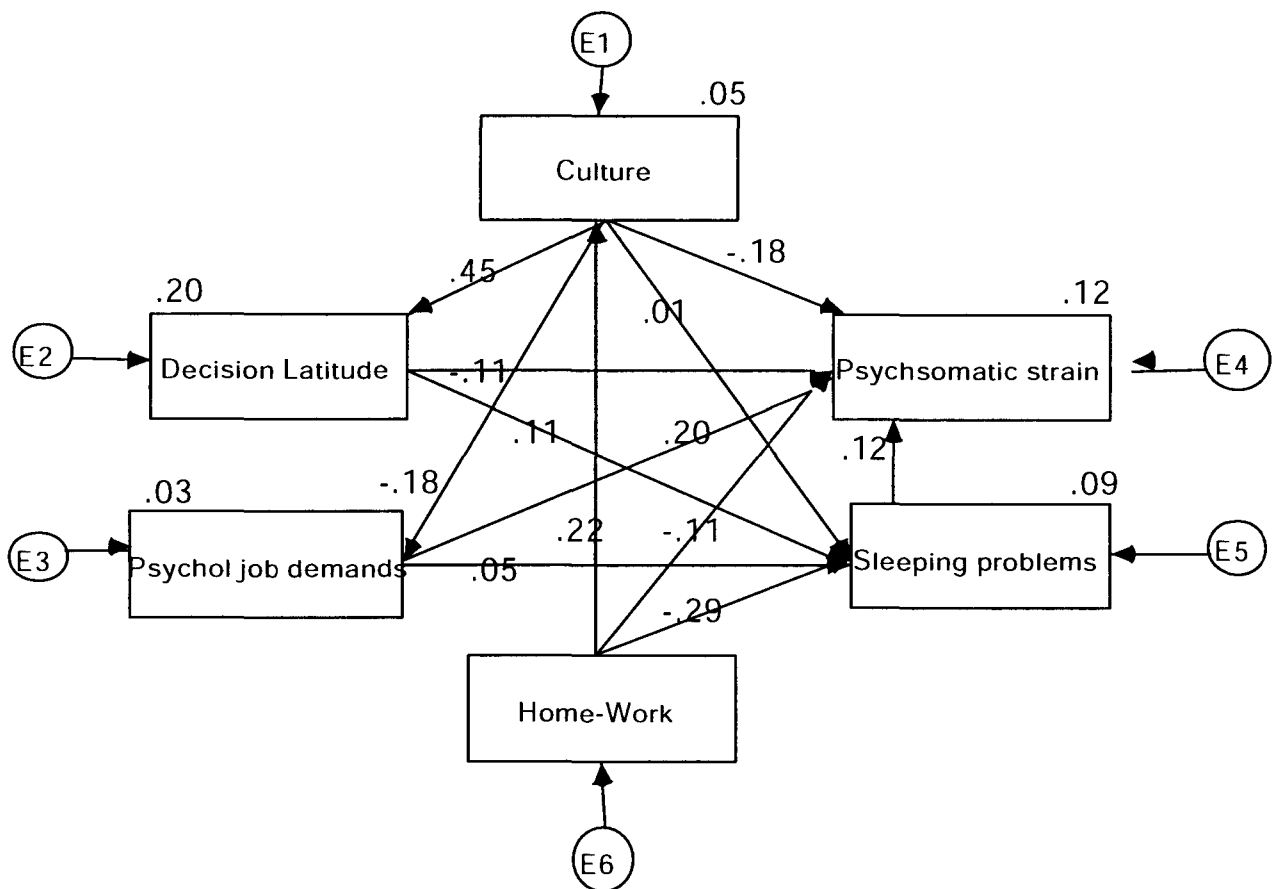 E1
.05
Culture
-.18
.45
.20
.01
.12
E2
Decision Latitude
-.11
Psychsomatic strain
E4
.11
.20
.12
-.18
.03
.09
E3
Psychol job demands
.05
.22
-.11
Sleeping problems
E5
-.29
Home-Work
E6